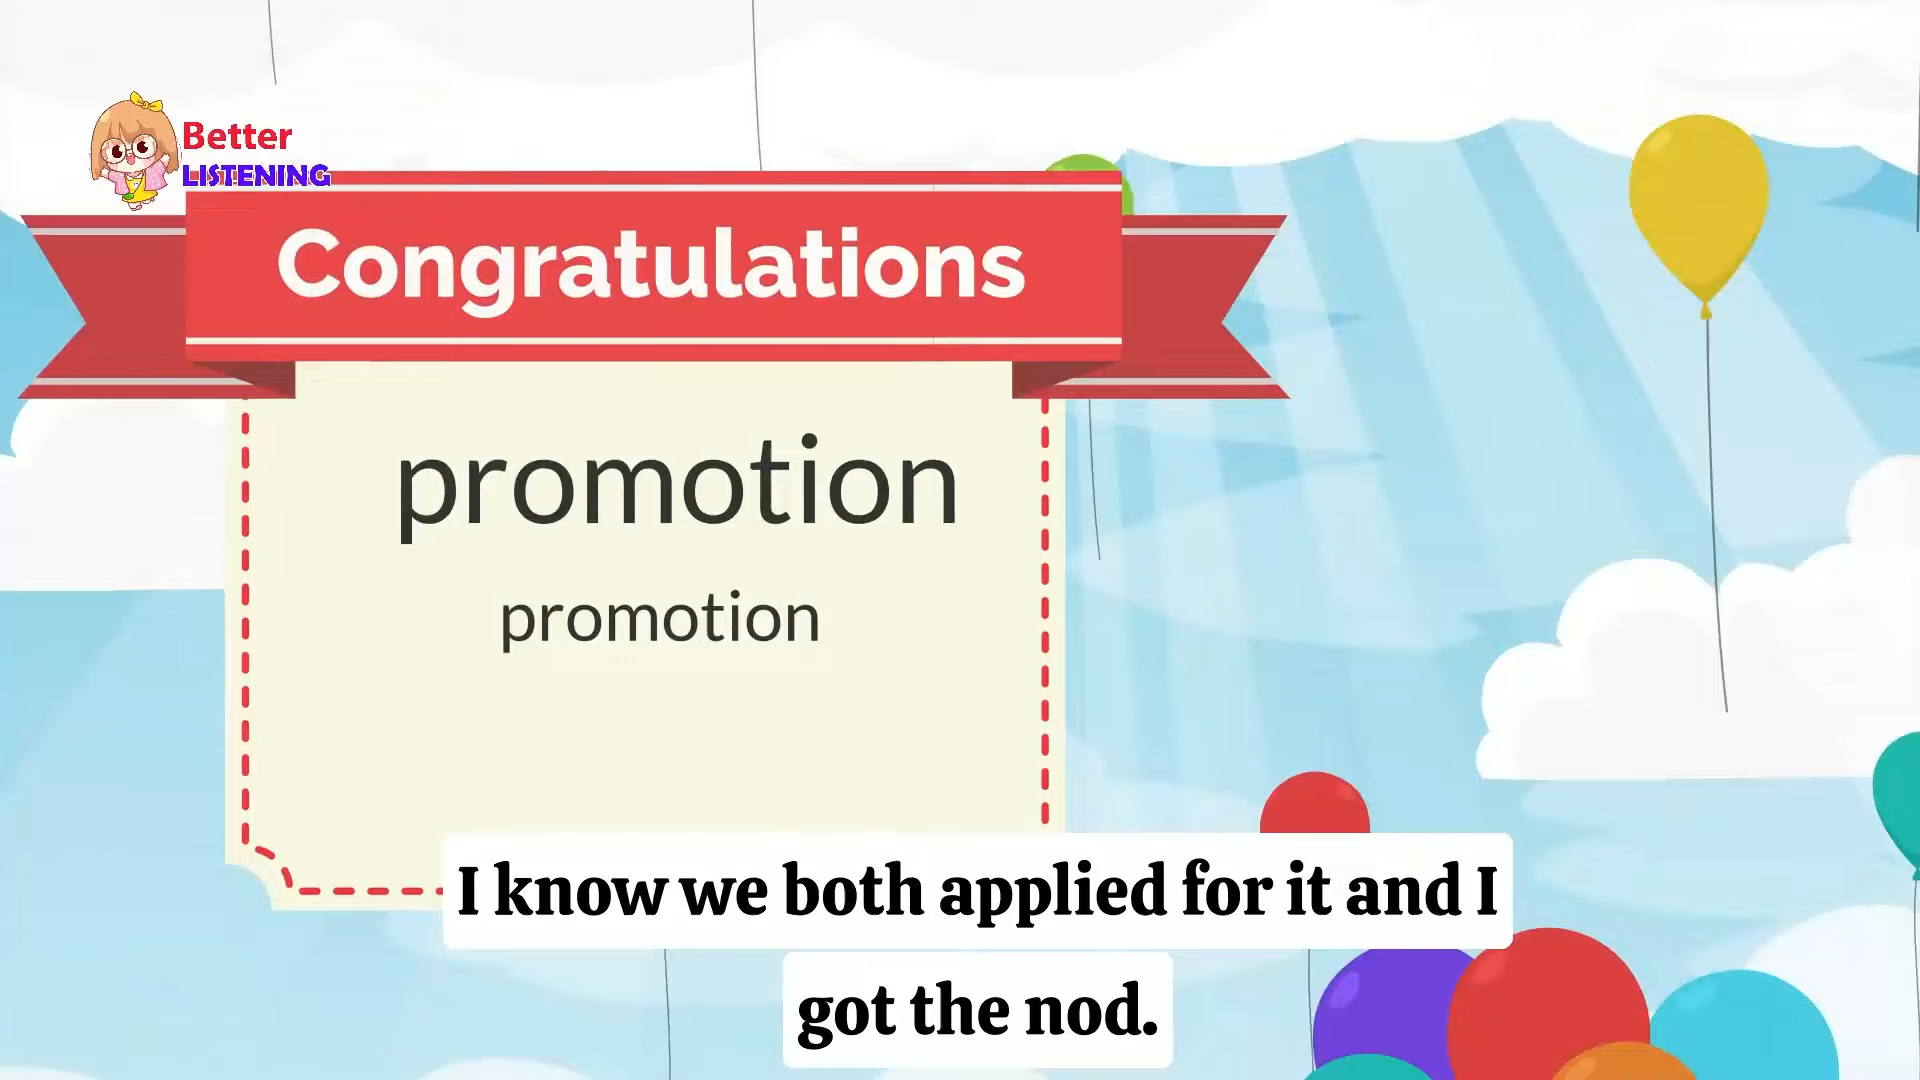 Better
LISTENING
Congratulations
promotion
promotion
I know we both applied for it and I
got the nod.